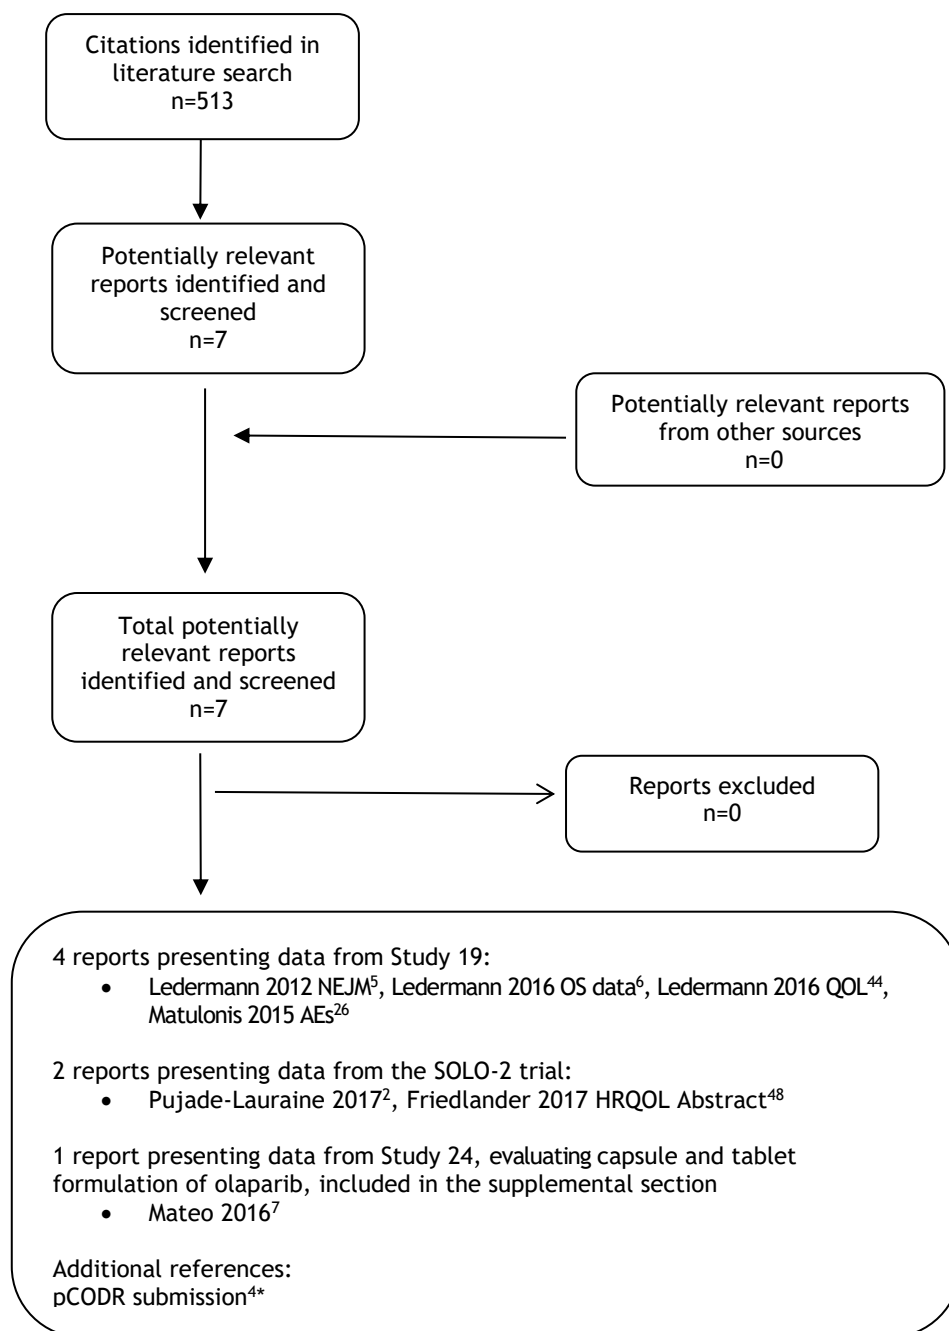 Citations identified in
literature search
n=513
Potentially relevant
reports identified and
screened
n=7
Potentially relevant reports
from other sources
n=0
Total potentially
relevant reports
identified and screened
n=7
Reports excluded
n=0
4 reports presenting data from Study 19:
• Ledermann 2012 NEJM⁵, Ledermann 2016 OS data⁶, Ledermann 2016 QOL⁴⁴,
Matulonis 2015 AEs²⁶
2 reports presenting data from the SOLO-2 trial:
• Pujade-Lauraine 2017², Friedlander 2017 HRQOL Abstract⁴⁸
1 report presenting data from Study 24, evaluating capsule and tablet
formulation of olaparib, included in the supplemental section
• Mateo 2016⁷
Additional references:
pCODR submission⁴*